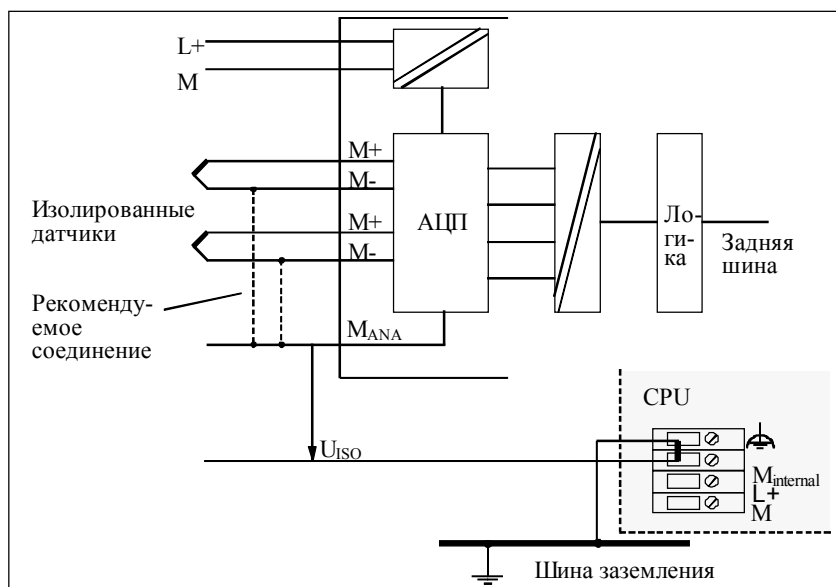 L+
M
M+
M-
Изолированные
датчики
M+
M-
АЦП
Ло-
ги-
ка
Задняя
шина
Рекоменду-
емое
соединение
MANA
CPU
UISO
Minternal
L+
M
Шина заземления